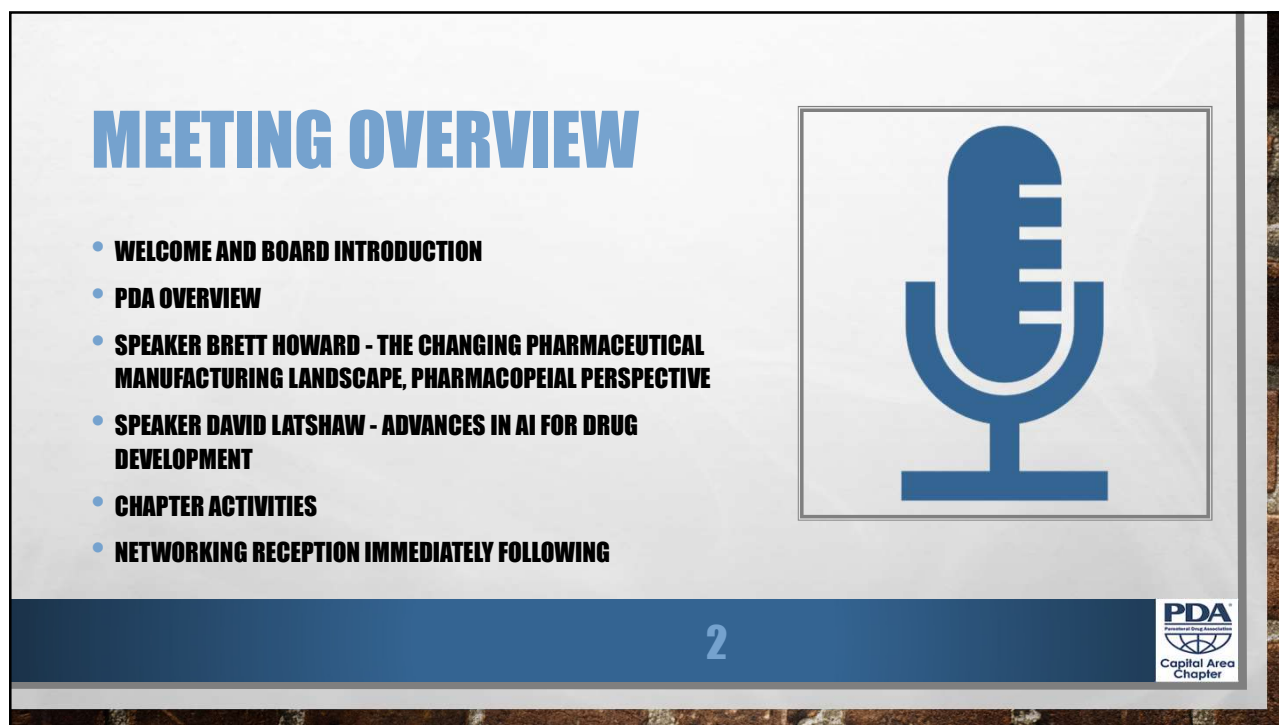 MEETING OVERVIEW
• WELCOME AND BOARD INTRODUCTION
• PDA OVERVIEW
• SPEAKER BRETT HOWARD - THE CHANGING PHARMACEUTICAL
MANUFACTURING LANDSCAPE, PHARMACOPEIAL PERSPECTIVE
• SPEAKER DAVID LATSHAW - ADVANCES IN AI FOR DRUG
DEVELOPMENT
• CHAPTER ACTIVITIES
• NETWORKING RECEPTION IMMEDIATELY FOLLOWING
2
PDA
Parenteral Drug Association
Capital Area
Chapter